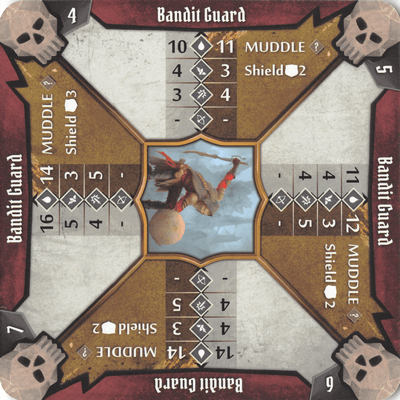 4
Bandit Guard
10 11 MUDDLE
4 3 Shield 2
3 4
- -
5
Bandit Guard
11 12 MUDDLE
4 3 Shield 2
4 5
- -
6
Bandit Guard
14 14 MUDDLE
4 3 Shield 2
4 5
- -
7
Bandit Guard
16 14 MUDDLE
5 3 Shield 3
4 5
- -